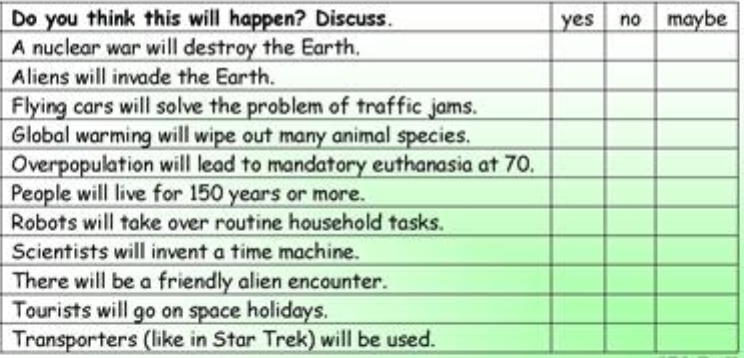 Do you think this will happen? Discuss. yes no maybe
A nuclear war will destroy the Earth.
Aliens will invade the Earth.
Flying cars will solve the problem of traffic jams.
Global warming will wipe out many animal species.
Overpopulation will lead to mandatory euthanasia at 70.
People will live for 150 years or more.
Robots will take over routine household tasks.
Scientists will invent a time machine.
There will be a friendly alien encounter.
Tourists will go on space holidays.
Transporters (like in Star Trek) will be used.